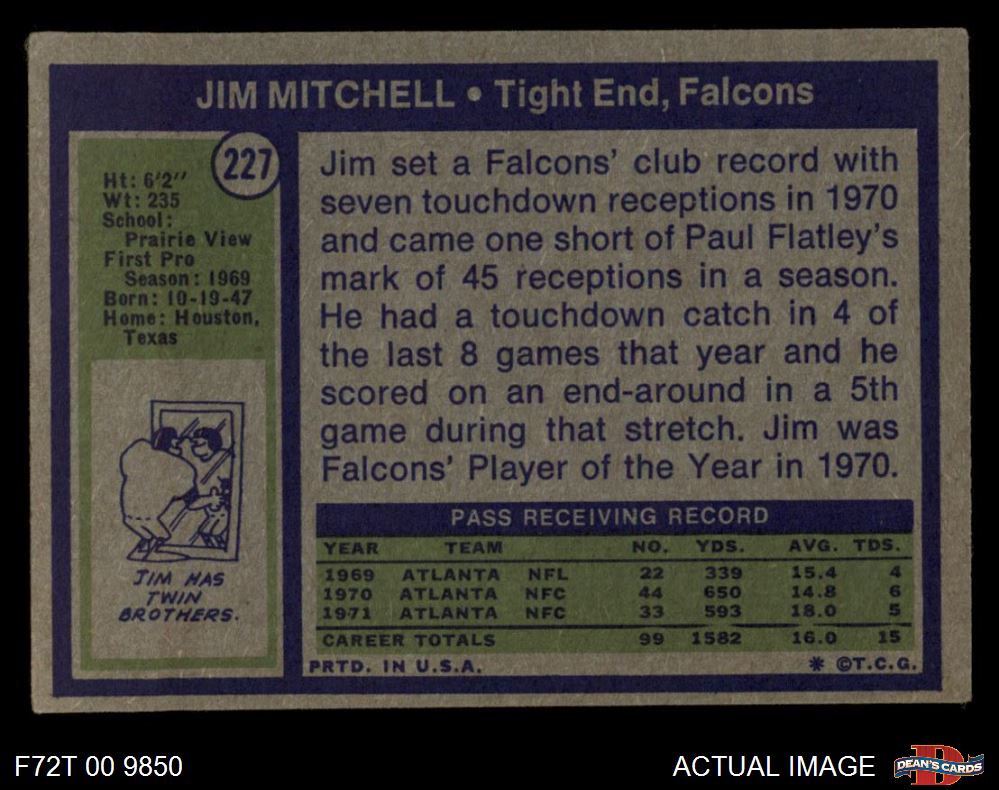 JIM MITCHELL • Tight End, Falcons
227
Ht: 6'2"
Wt: 235
School:
Prairie View
First Pro
Season: 1969
Born: 10-19-47
Home: Houston,
Texas
JIM HAS
TWIN
BROTHERS.
Jim set a Falcons' club record with
seven touchdown receptions in 1970
and came one short of Paul Flatley's
mark of 45 receptions in a season.
He had a touchdown catch in 4 of
the last 8 games that year and he
scored on an end-around in a 5th
game during that stretch. Jim was
Falcons' Player of the Year in 1970.
PASS RECEIVING RECORD
YEAR TEAM NO. YDS. AVG. TDS.
1969 ATLANTA NFL 22 339 15.4 4
1970 ATLANTA NFC 44 650 14.8 6
1971 ATLANTA NFC 33 593 18.0 5
CAREER TOTALS 99 1582 16.0 15
PRTD. IN U.S.A. * ©T.C.G.
F72T 00 9850 ACTUAL IMAGE DEAN'S CARDS